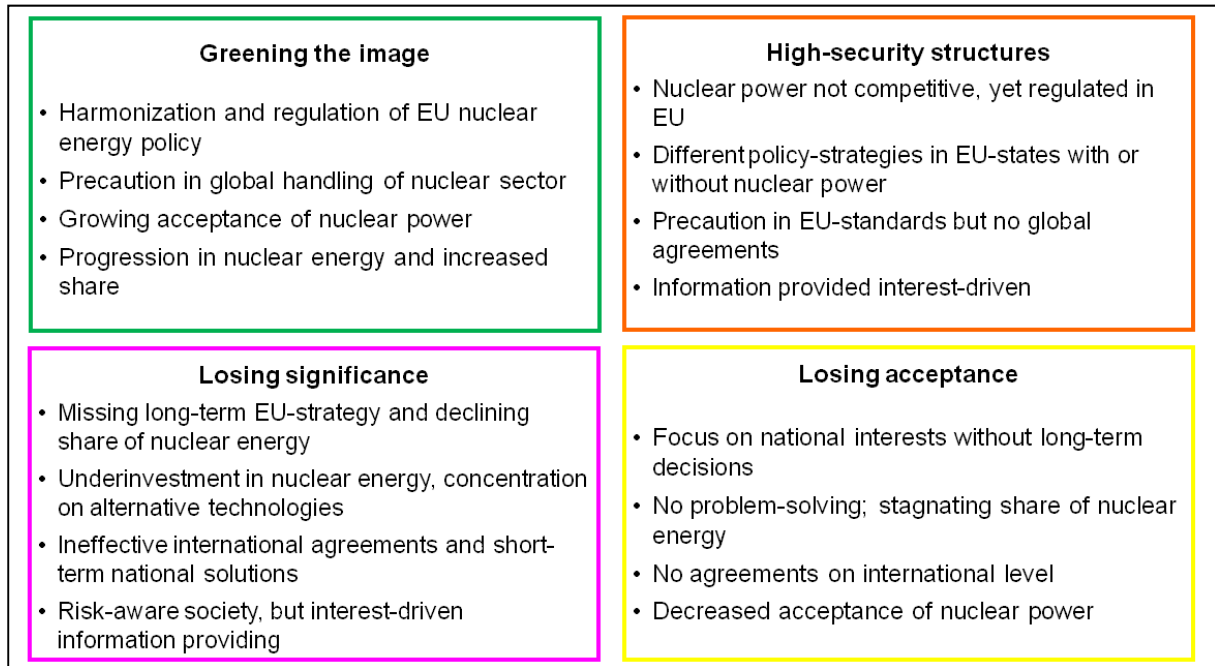 Greening the image
• Harmonization and regulation of EU nuclear
energy policy
• Precaution in global handling of nuclear sector
• Growing acceptance of nuclear power
• Progression in nuclear energy and increased
share
High-security structures
• Nuclear power not competitive, yet regulated in
EU
• Different policy-strategies in EU-states with or
without nuclear power
• Precaution in EU-standards but no global
agreements
• Information provided interest-driven
Losing significance
• Missing long-term EU-strategy and declining
share of nuclear energy
• Underinvestment in nuclear energy, concentration
on alternative technologies
• Ineffective international agreements and short-
term national solutions
• Risk-aware society, but interest-driven
information providing
Losing acceptance
• Focus on national interests without long-term
decisions
• No problem-solving; stagnating share of nuclear
energy
• No agreements on international level
• Decreased acceptance of nuclear power